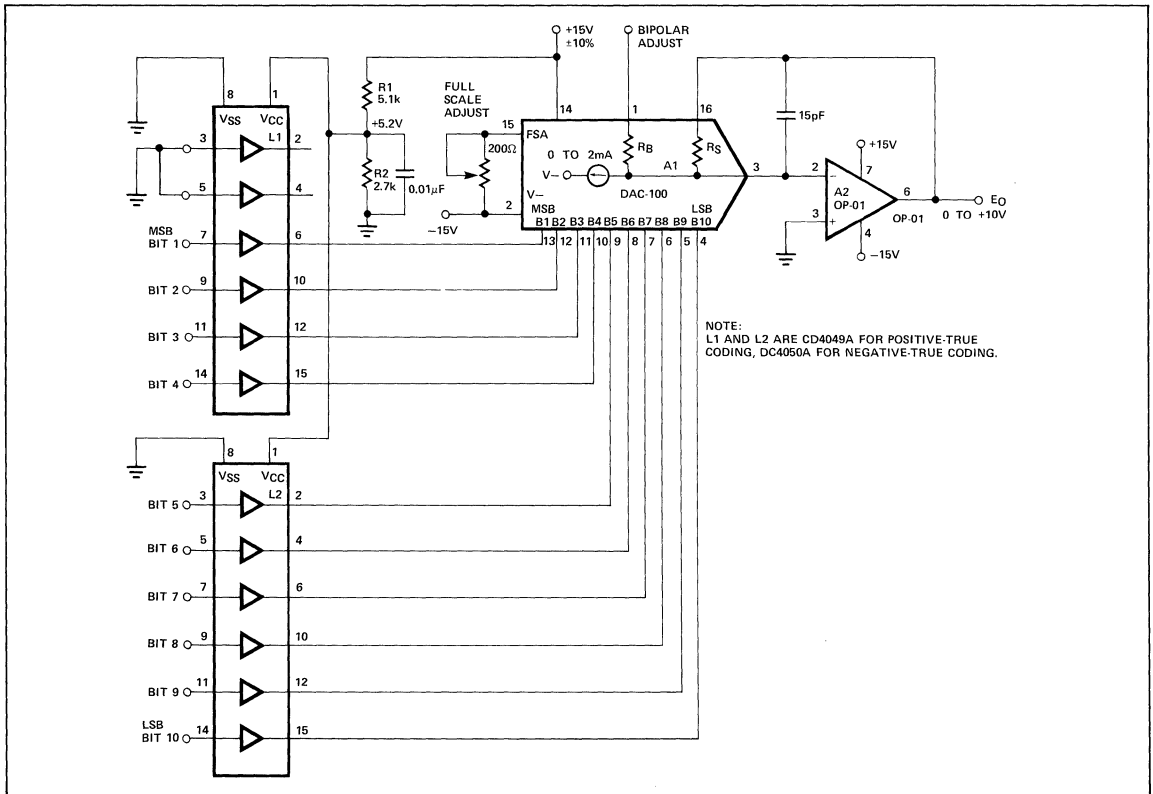 +15V
±10%
BIPOLAR
ADJUST
8
1
VSS
VCC
L1
3
2
5
4
MSB
BIT 1
7
6
BIT 2
9
10
BIT 3
11
12
BIT 4
14
15
R1
5.1k
+5.2V
R2
2.7k
0.01µF
FULL
SCALE
ADJUST
200Ω
-15V
15
14
1
16
FSA
RB
RS
0 TO 2mA
V−
A1
3
DAC-100
V−
2
MSB
LSB
B1 B2 B3 B4 B5 B6 B7 B8 B9 B10
13 12 11 10 9 8 7 6 5 4
15pF
+15V
7
2
−
A2
OP-01
6
3
+
4
−15V
OP-01
EO
0 TO +10V
NOTE:
L1 AND L2 ARE CD4049A FOR POSITIVE-TRUE
CODING, DC4050A FOR NEGATIVE-TRUE CODING.
8
1
VSS
VCC
L2
BIT 5
3
2
BIT 6
5
4
BIT 7
7
6
BIT 8
9
10
BIT 9
11
12
LSB
BIT 10
14
15